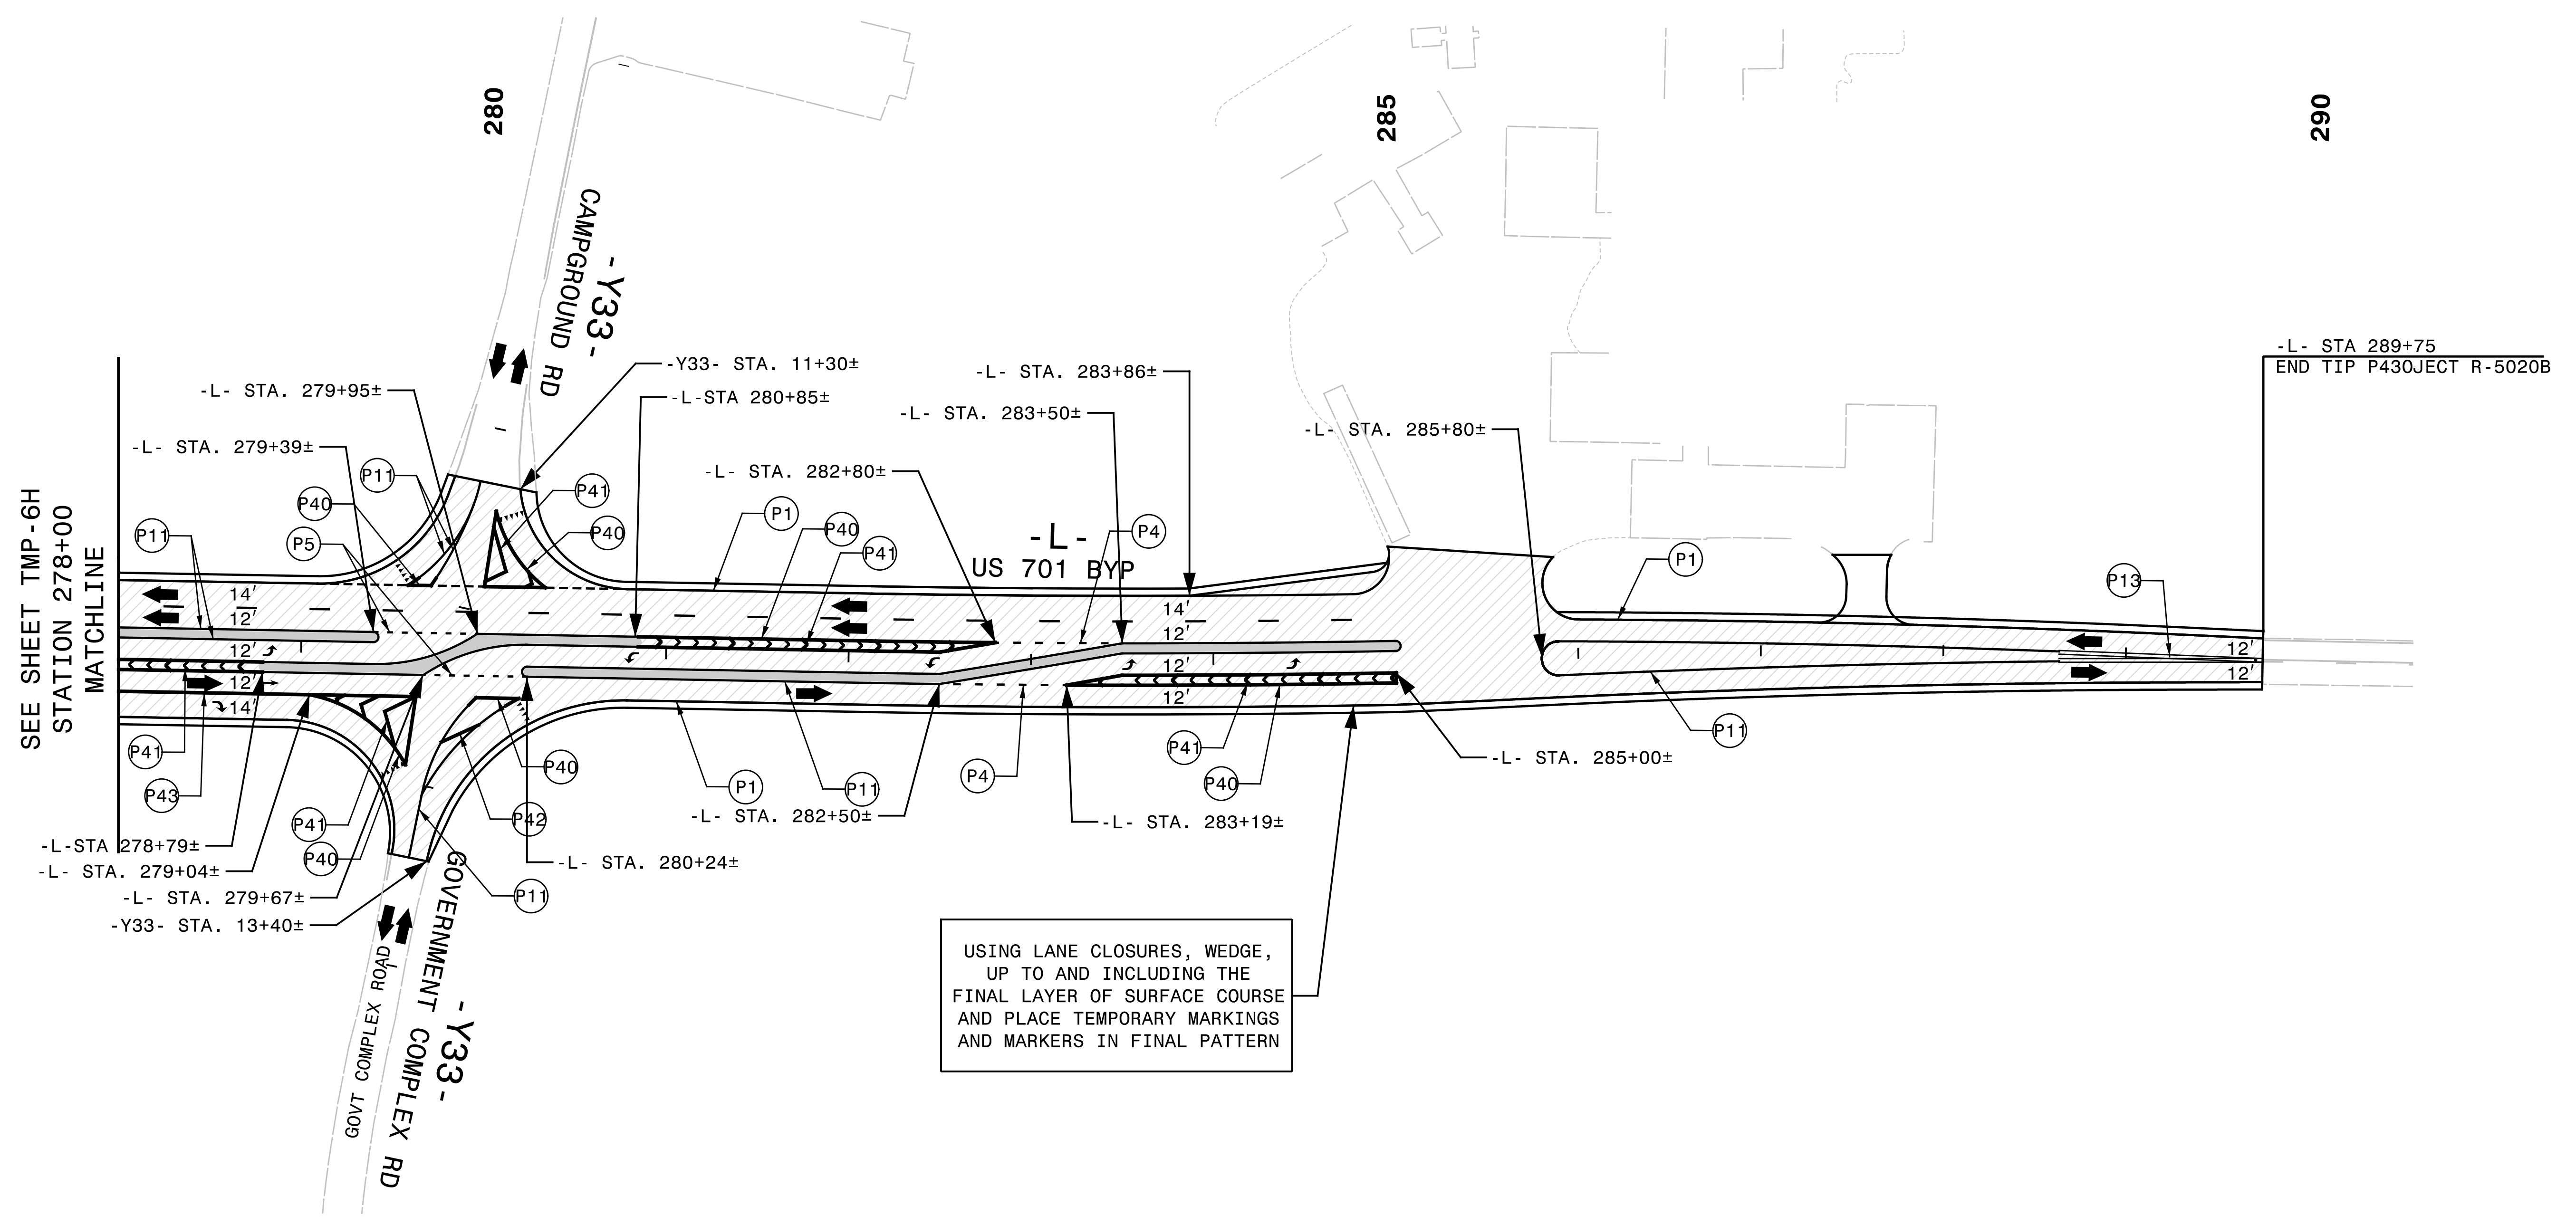 280
285
290
-Y33-
CAMPGROUND RD
-Y33- STA. 11+30±
-L-STA 280+85±
-L- STA. 279+95±
-L- STA. 279+39±
-L- STA. 283+86±
-L- STA. 283+50±
-L- STA. 282+80±
-L- STA. 285+80±
-L- STA 289+75
END TIP P430JECT R-5020B
SEE SHEET TMP-6H
STATION 278+00
MATCHLINE
P11
P40
P5
P11
P41
P40
P1
P40
P41
-L-
US 701 BYP
P4
P1
P13
14'
12'
12'
12'
14'
14'
12'
12'
12'
12'
12'
P41
P43
P41
P40
P40
P42
P11
P1
P11
P4
P41
P40
P11
-L- STA. 285+00±
-L- STA. 282+50±
-L- STA. 283+19±
-L-STA 278+79±
-L- STA. 279+04±
-L- STA. 279+67±
-Y33- STA. 13+40±
-L- STA. 280+24±
GOVT COMPLEX ROAD
GOVERNMENT COMPLEX RD
-Y33-
USING LANE CLOSURES, WEDGE,
UP TO AND INCLUDING THE
FINAL LAYER OF SURFACE COURSE
AND PLACE TEMPORARY MARKINGS
AND MARKERS IN FINAL PATTERN